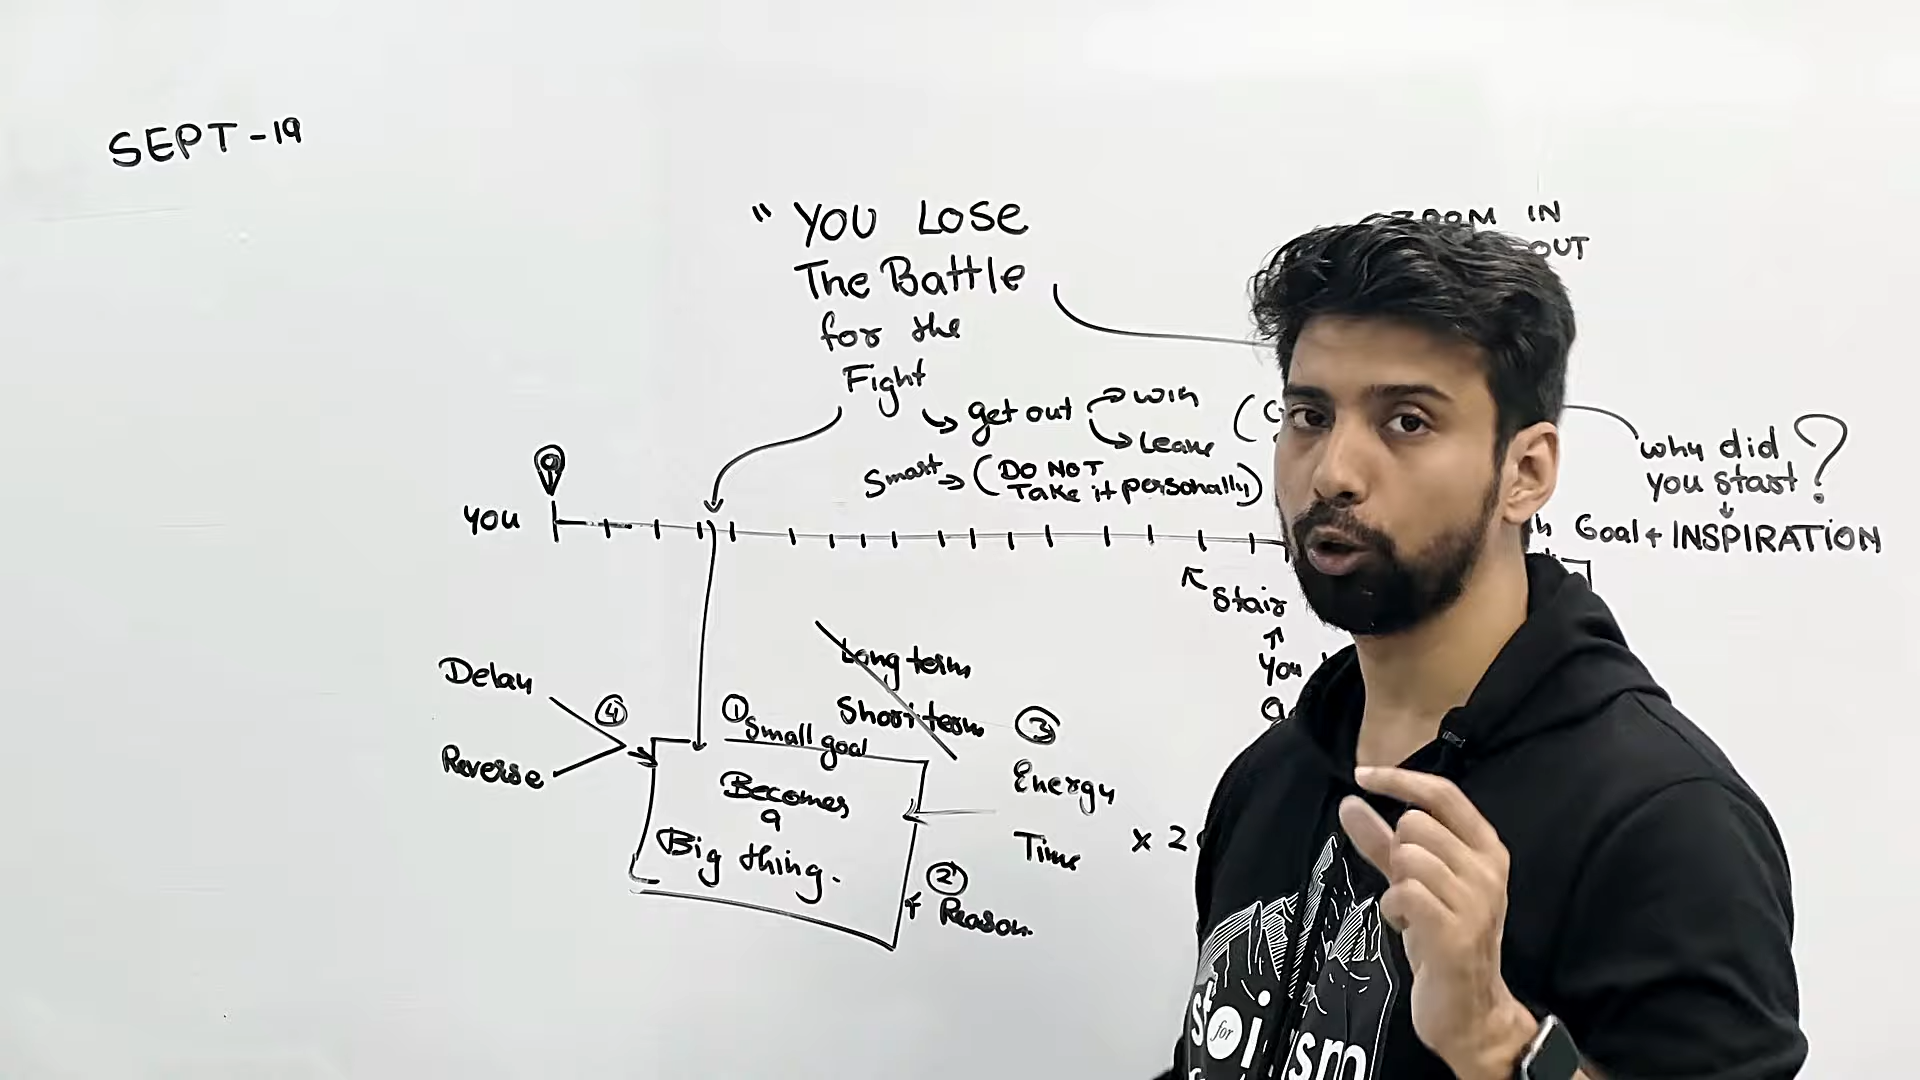 SEPT-19
"YOU LOSE
The Battle
for the
Fight
ZOOM IN
OUT
get out
win
Leave
Smart → (DO NOT
Take it personally)
why did
you start?
Goal + INSPIRATION
YOU
Stair
You
Long term
Short term
Delay
Reverse
④
① Small goal
Becomes
a
Big thing.
③
Energy
Time × 2
②
+ Reason.
for